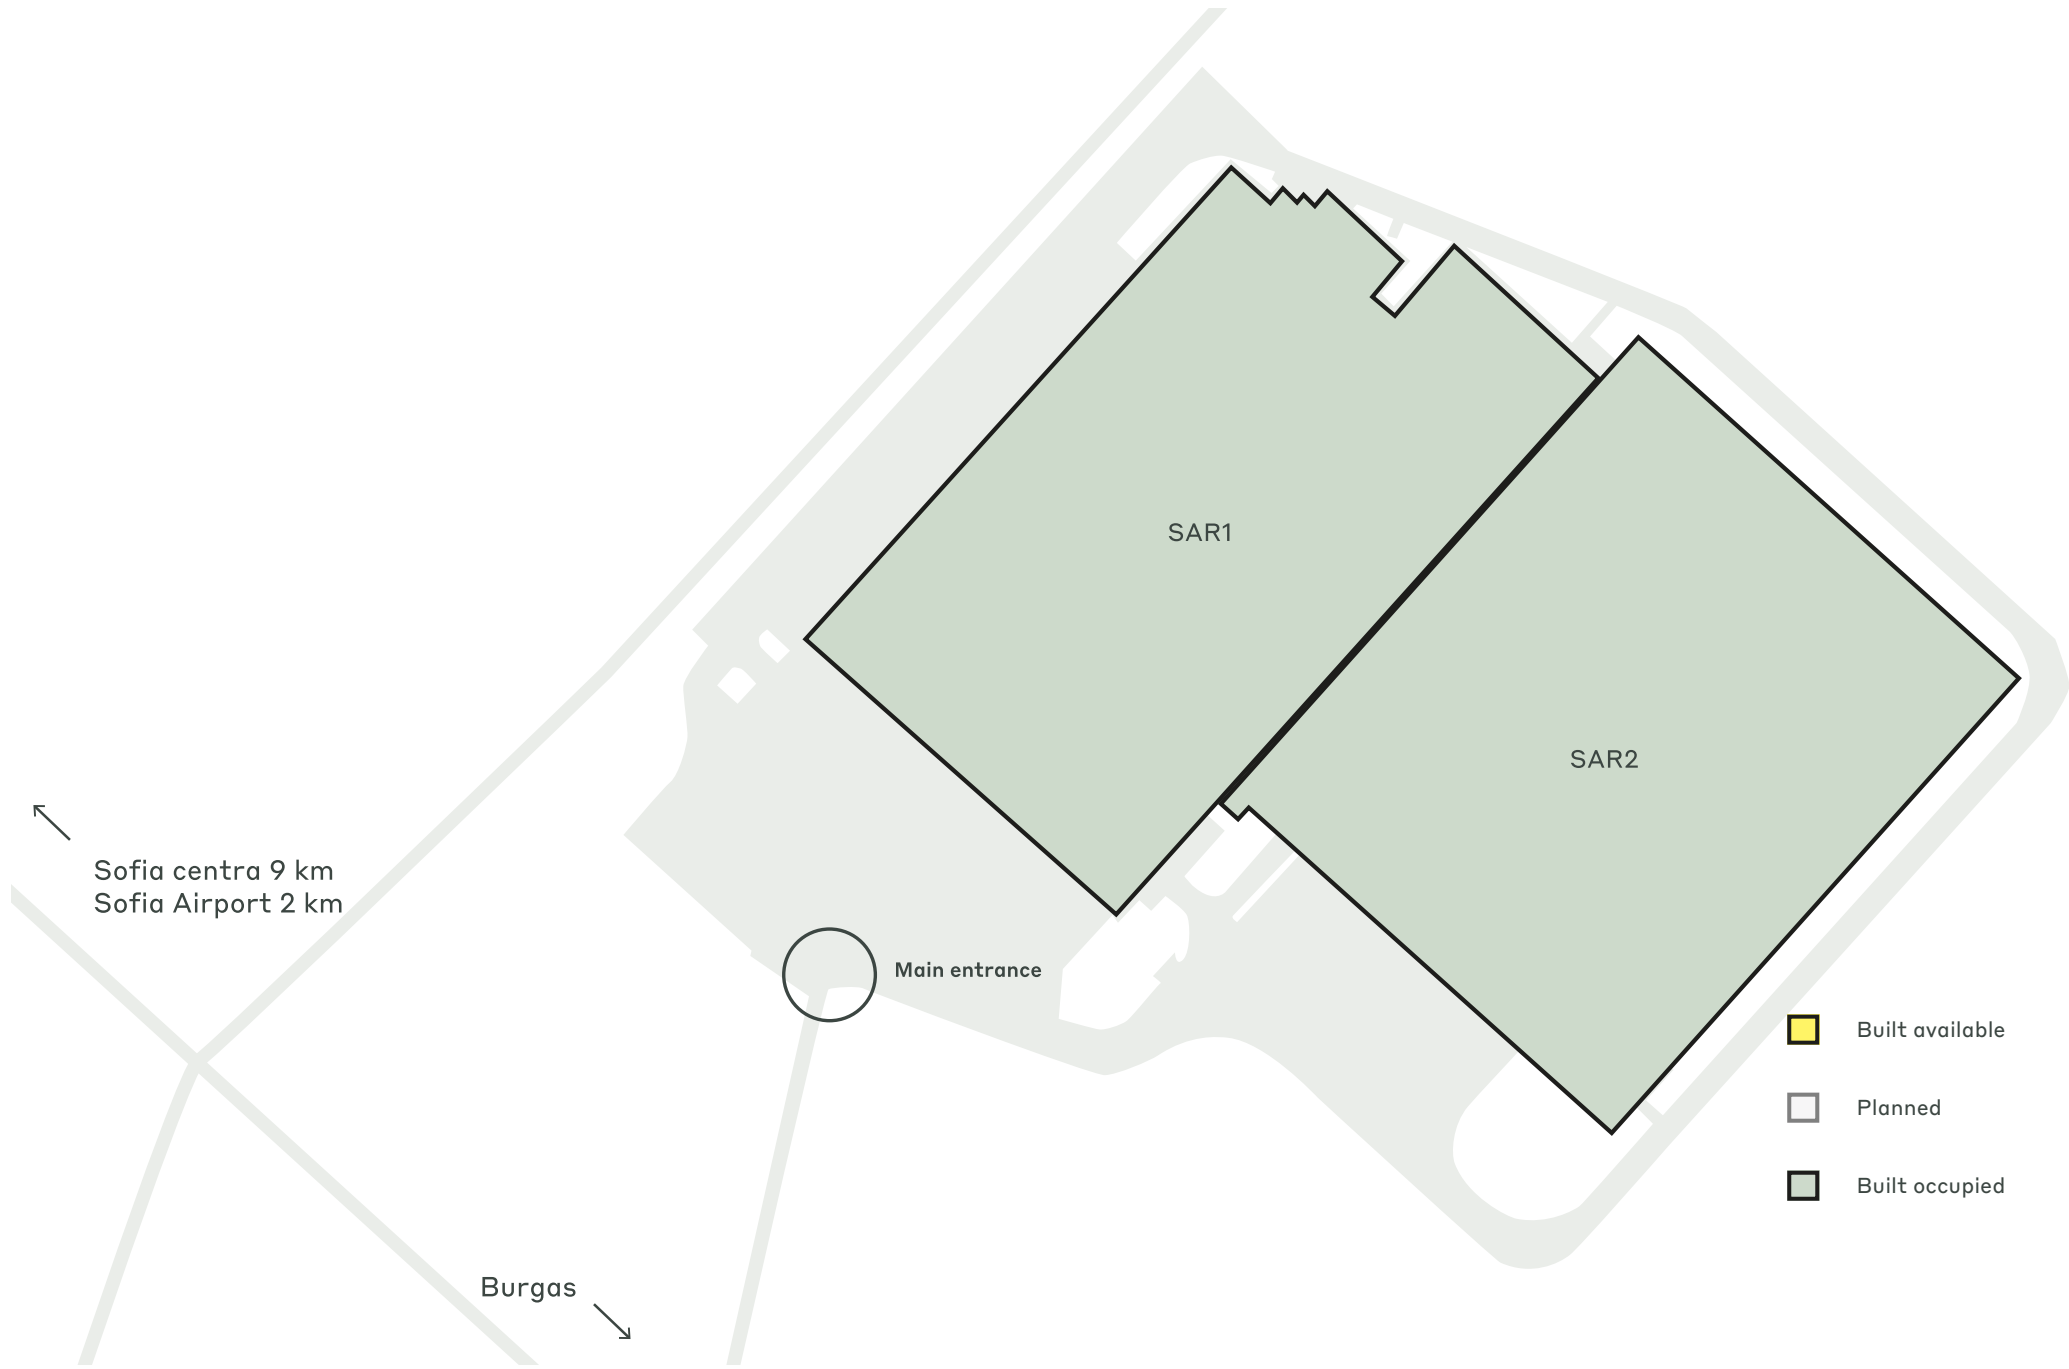 SAR1
SAR2
Sofia centra 9 km
Sofia Airport 2 km
Main entrance
Built available
Planned
Built occupied
Burgas